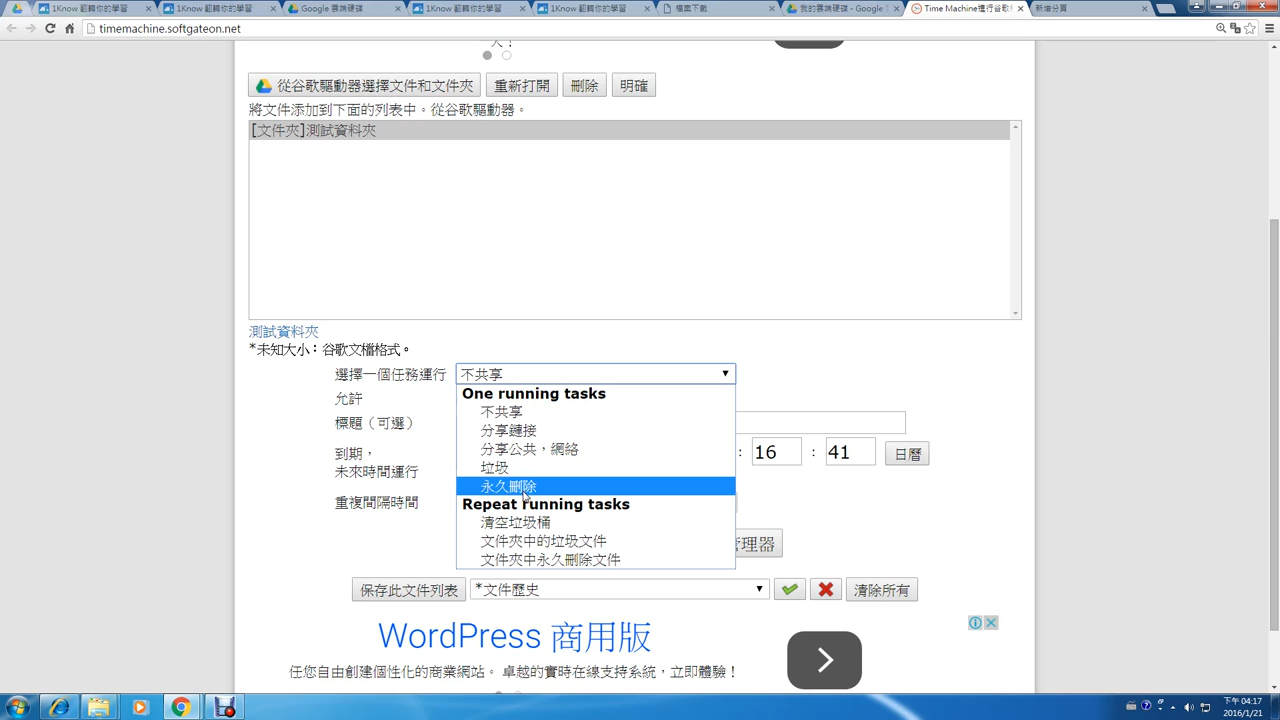 1Know 翻轉你的學習
1Know 翻轉你的學習
Google 雲端硬碟
1Know 翻轉你的學習
1Know 翻轉你的學習
檔案下載
我的雲端硬碟 - Google
Time Machine進行谷歌
新增分頁
timemachine.softgateon.net
從谷歌驅動器選擇文件和文件夾
重新打開
刪除
明確
將文件添加到下面的列表中。從谷歌驅動器。
[文件夾]測試資料夾
測試資料夾
*未知大小：谷歌文檔格式。
選擇一個任務運行
不共享
One running tasks
允許
不共享
標題（可選）
分享鏈接
分享公共，網絡
到期，
: 16 : 41
日曆
未來時間運行
垃圾
永久刪除
重複間隔時間
Repeat running tasks
清空垃圾桶
文件夾中的垃圾文件
管理器
文件夾中永久刪除文件
保存此文件列表
*文件歷史
清除所有
WordPress 商用版
任您自由創建個性化的商業網站。 卓越的實時在線支持系統，立即體驗！
下午 04:17
2016/1/21